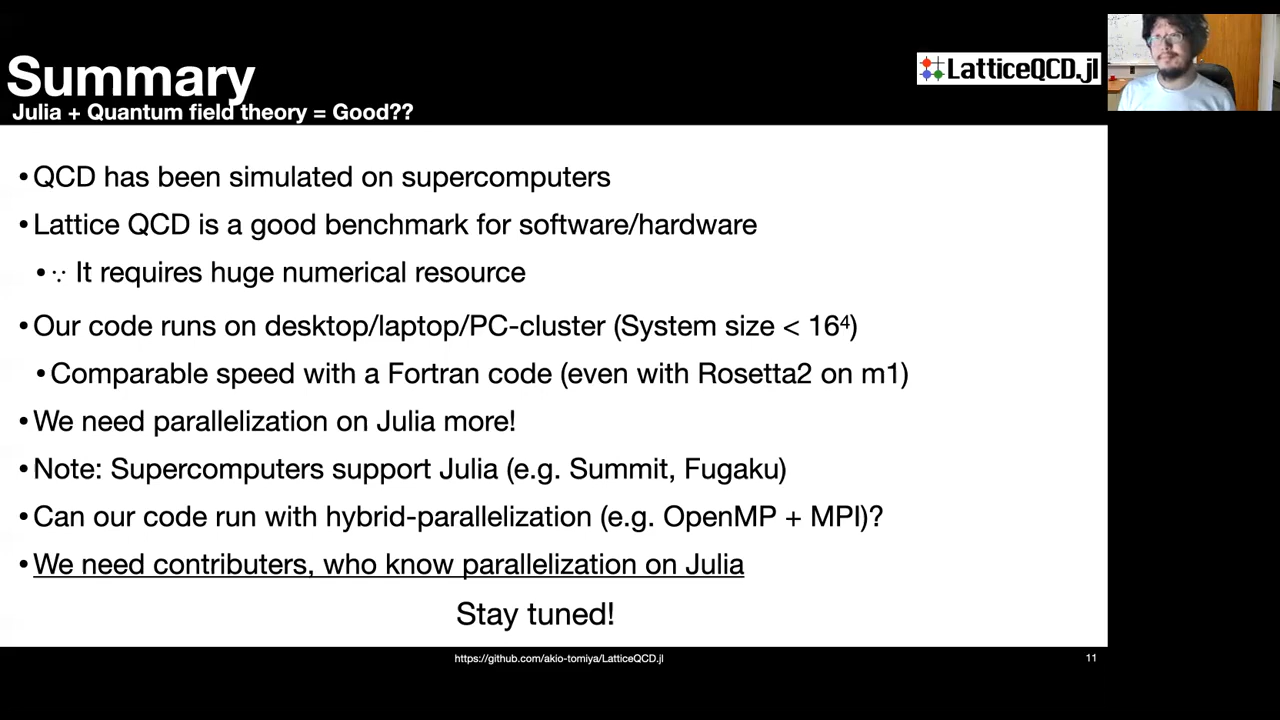 Summary
Julia + Quantum field theory = Good??
LatticeQCD.jl
•QCD has been simulated on supercomputers
•Lattice QCD is a good benchmark for software/hardware
•∵ It requires huge numerical resource
•Our code runs on desktop/laptop/PC-cluster (System size < 16⁴)
•Comparable speed with a Fortran code (even with Rosetta2 on m1)
•We need parallelization on Julia more!
•Note: Supercomputers support Julia (e.g. Summit, Fugaku)
•Can our code run with hybrid-parallelization (e.g. OpenMP + MPI)?
•We need contributers, who know parallelization on Julia
Stay tuned!
https://github.com/akio-tomiya/LatticeQCD.jl
11